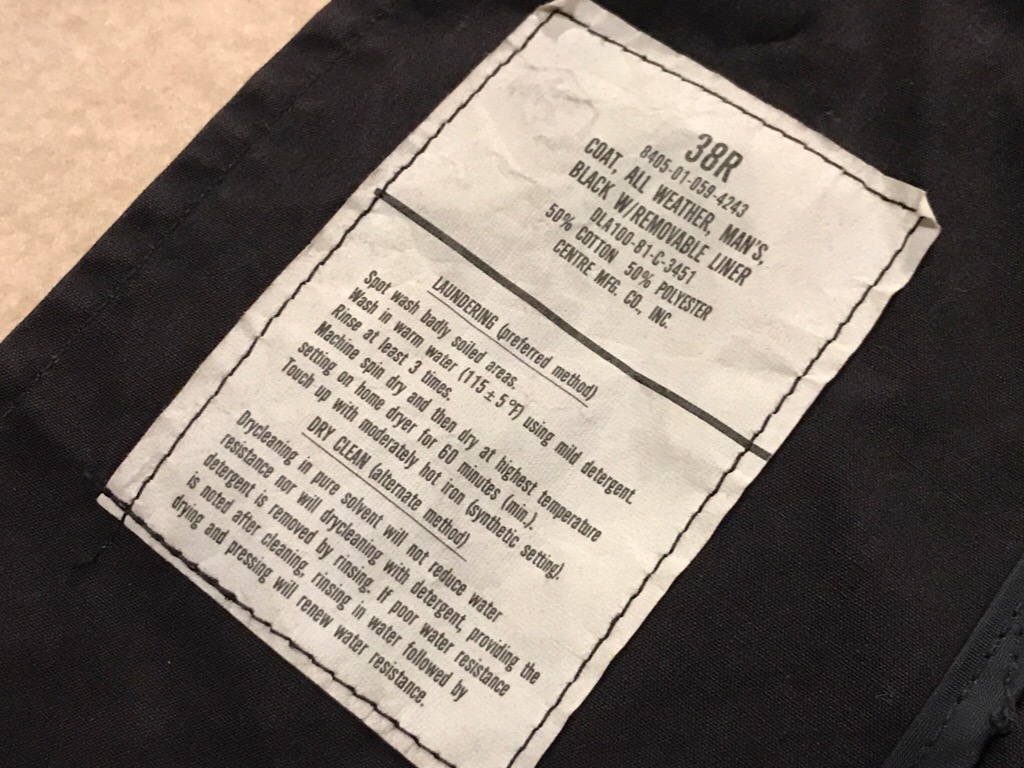 38R
8405-01-059-4243
COAT, ALL WEATHER, MAN'S,
BLACK W/REMOVABLE LINER
DLA100-81-C-3451
50% COTTON 50% POLYESTER
CENTRE MFG. CO., INC.
LAUNDERING (preferred method)
Spot wash badly soiled areas.
Wash in warm water (115 ± 5 °F) using mild detergent.
Rinse at least 3 times.
Machine spin dry and then dry at highest temperature
setting on home dryer for 60 minutes (min.).
Touch up with moderately hot iron (synthetic setting).
DRY CLEAN (alternate method)
Drycleaning in pure solvent will not reduce water
resistance nor will drycleaning with detergent, providing the
detergent is removed by rinsing. If poor water resistance
is noted after cleaning, rinsing in water followed by
drying and pressing will renew water resistance.